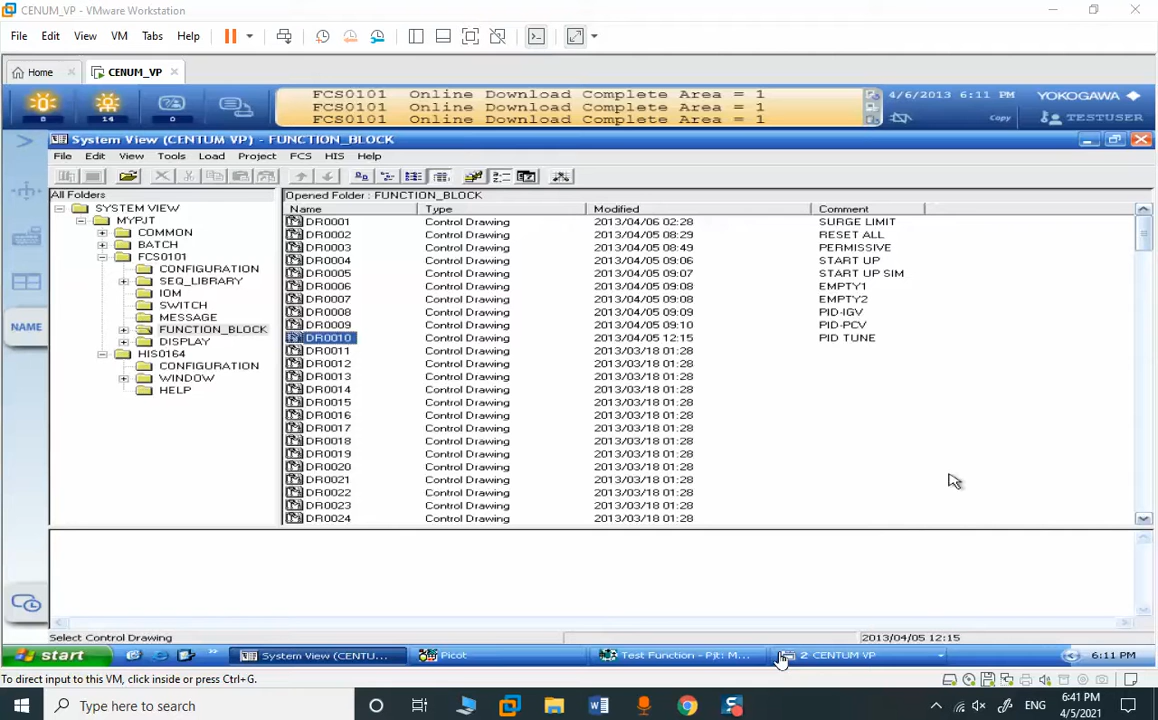 CENUM_VP - VMware Workstation
File Edit View VM Tabs Help
Home CENUM_VP
FCS0101 Online Download Complete Area = 1
FCS0101 Online Download Complete Area = 1
FCS0101 Online Download Complete Area = 1
4/6/2013 6:11 PM YOKOGAWA
8 14 0 Copy TESTUSER
System View (CENTUM VP) - FUNCTION_BLOCK
File Edit View Tools Load Project FCS HIS Help
All Folders
SYSTEM VIEW
MYPJT
COMMON
BATCH
FCS0101
CONFIGURATION
SEQ_LIBRARY
IOM
SWITCH
MESSAGE
FUNCTION_BLOCK
DISPLAY
HIS0164
CONFIGURATION
WINDOW
HELP
NAME
Opened Folder : FUNCTION_BLOCK
Name Type Modified Comment
DR0001 Control Drawing 2013/04/06 02:28 SURGE LIMIT
DR0002 Control Drawing 2013/04/05 08:29 RESET ALL
DR0003 Control Drawing 2013/04/05 08:49 PERMISSIVE
DR0004 Control Drawing 2013/04/05 09:06 START UP
DR0005 Control Drawing 2013/04/05 09:07 START UP SIM
DR0006 Control Drawing 2013/04/05 09:08 EMPTY1
DR0007 Control Drawing 2013/04/05 09:08 EMPTY2
DR0008 Control Drawing 2013/04/05 09:09 PID-IGV
DR0009 Control Drawing 2013/04/05 09:10 PID-PCV
DR0010 Control Drawing 2013/04/05 12:15 PID TUNE
DR0011 Control Drawing 2013/03/18 01:28
DR0012 Control Drawing 2013/03/18 01:28
DR0013 Control Drawing 2013/03/18 01:28
DR0014 Control Drawing 2013/03/18 01:28
DR0015 Control Drawing 2013/03/18 01:28
DR0016 Control Drawing 2013/03/18 01:28
DR0017 Control Drawing 2013/03/18 01:28
DR0018 Control Drawing 2013/03/18 01:28
DR0019 Control Drawing 2013/03/18 01:28
DR0020 Control Drawing 2013/03/18 01:28
DR0021 Control Drawing 2013/03/18 01:28
DR0022 Control Drawing 2013/03/18 01:28
DR0023 Control Drawing 2013/03/18 01:28
DR0024 Control Drawing 2013/03/18 01:28
Select Control Drawing 2013/04/05 12:15
start System View (CENTU... Picot Test Function - Pjt: M... 2 CENTUM VP 6:11 PM
To direct input to this VM, click inside or press Ctrl+G.
Type here to search ENG 6:41 PM
4/5/2021